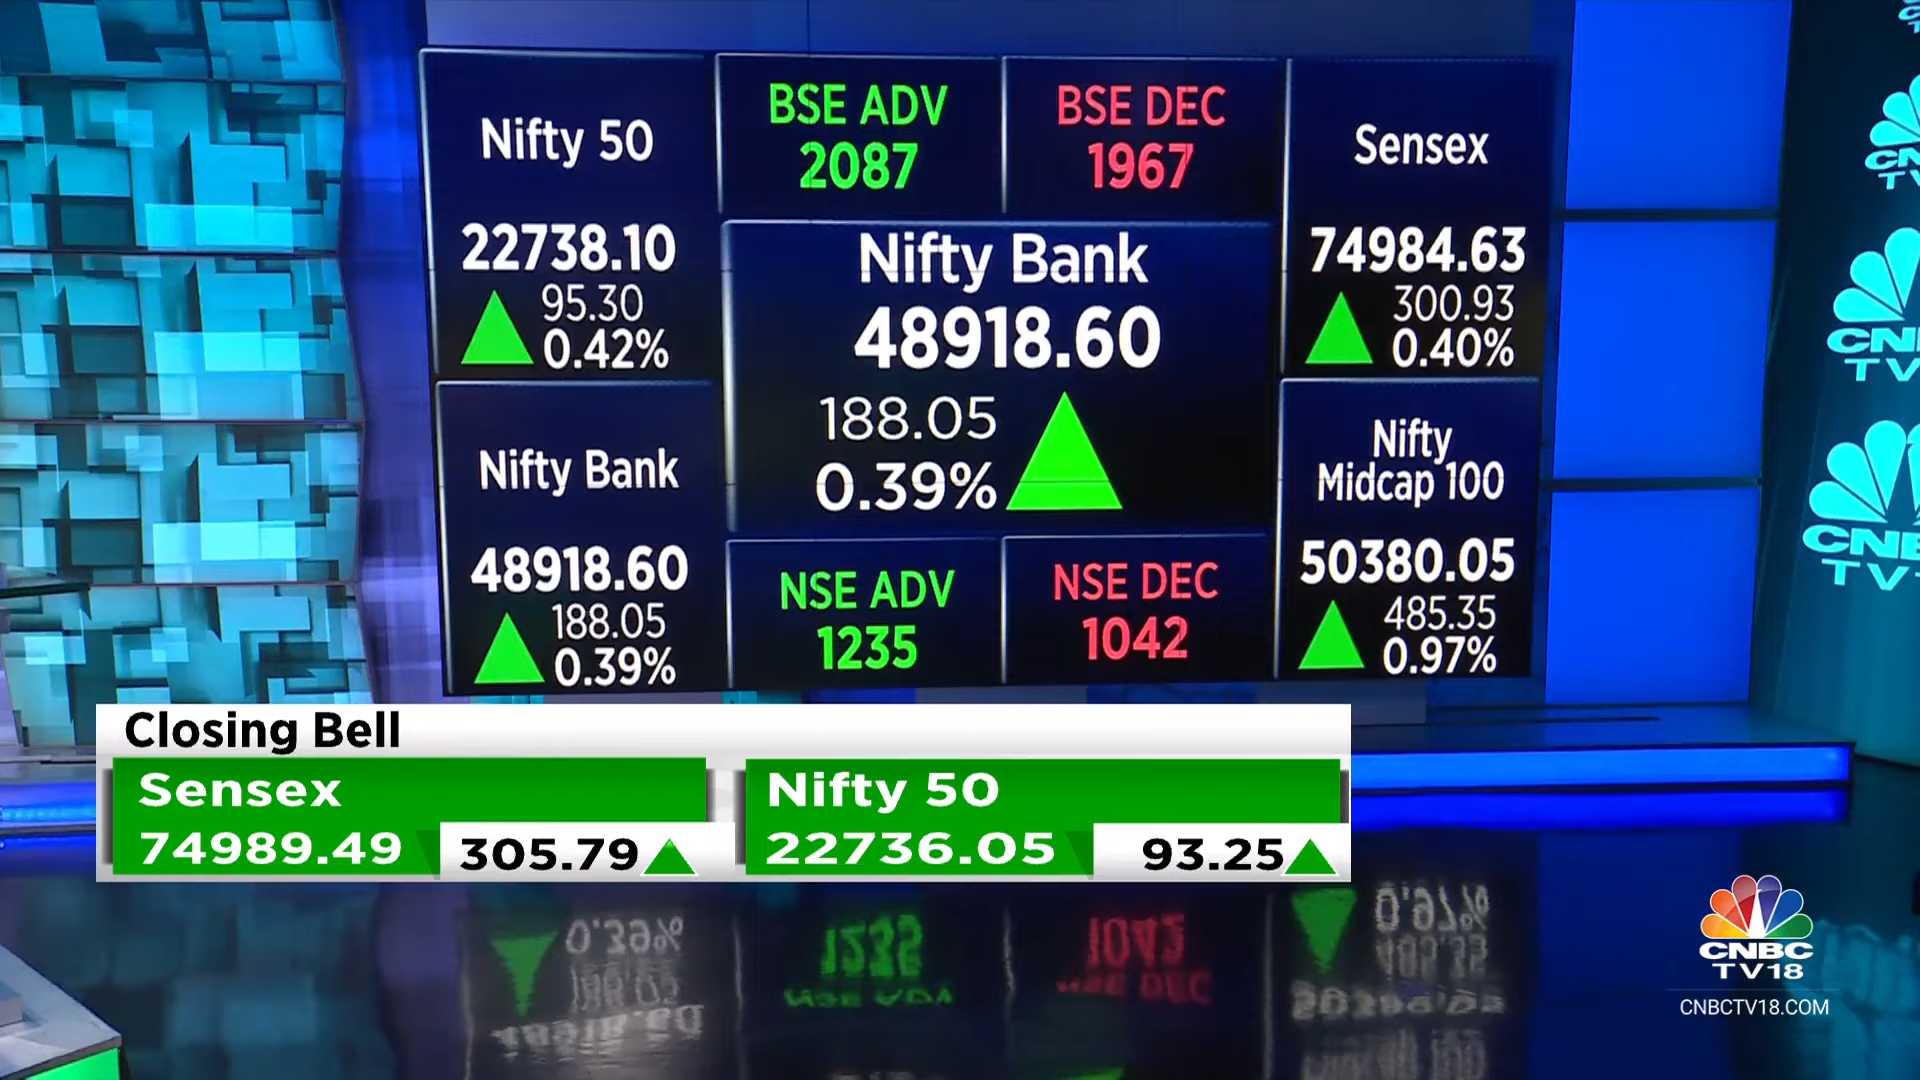 Nifty 50
22738.10
95.30
0.42%
BSE ADV
2087
BSE DEC
1967
Sensex
74984.63
300.93
0.40%
Nifty Bank
48918.60
188.05
0.39%
Nifty Bank
48918.60
188.05
0.39%
NSE ADV
1235
NSE DEC
1042
Nifty
Midcap 100
50380.05
485.35
0.97%
Closing Bell
Sensex
74989.49
305.79
Nifty 50
22736.05
93.25
CNBC
TV18
CNBCTV18.COM